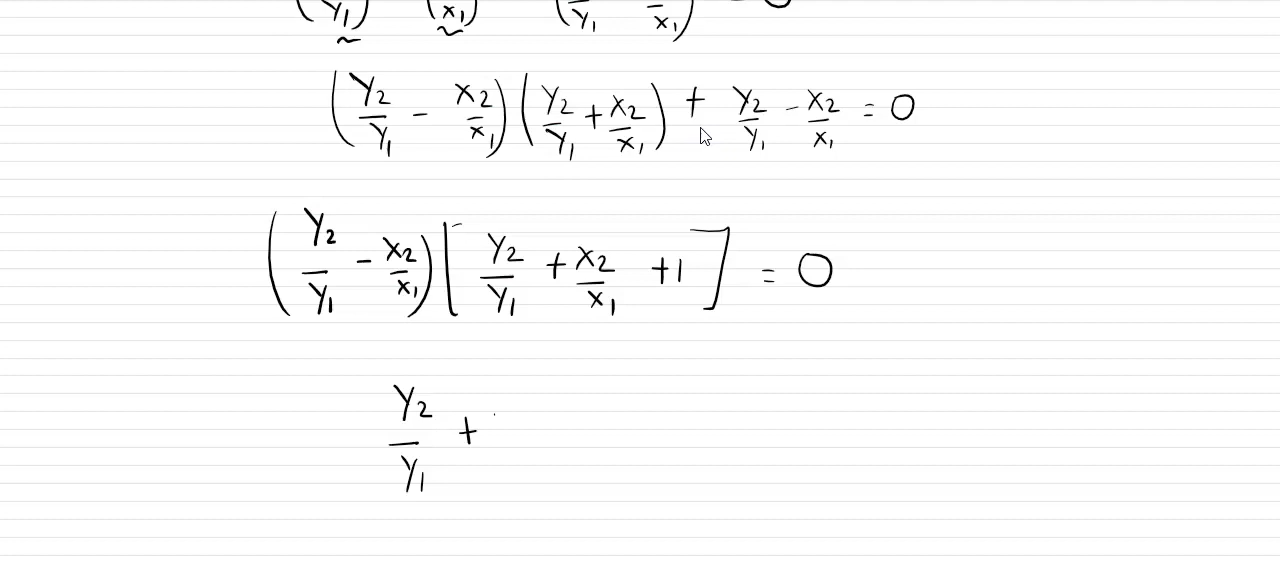 (y₂/y₁ - x₂/x₁)(y₂/y₁ + x₂/x₁) + y₂/y₁ - x₂/x₁ = 0
(y₂/y₁ - x₂/x₁)[y₂/y₁ + x₂/x₁ + 1] = 0
y₂/y₁ +